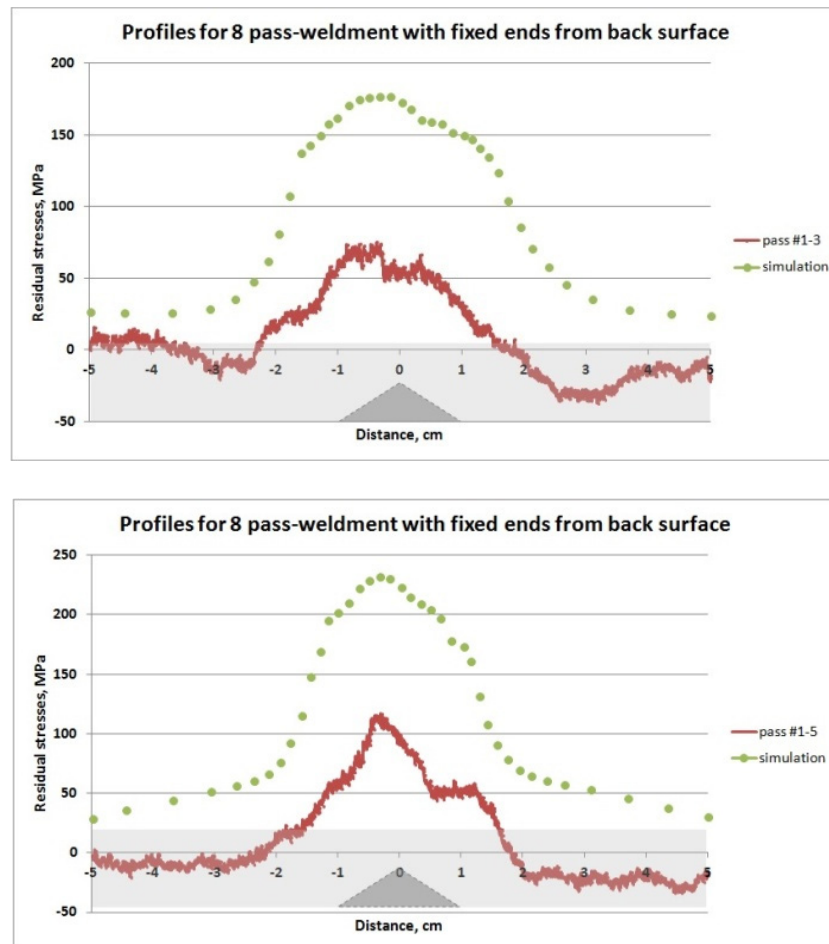 Profiles for 8 pass-weldment with fixed ends from back surface
200
150
100
50
0
-50
Residual stresses, MPa
-5 -4 -3 -2 -1 0 1 2 3 4 5
Distance, cm
pass #1-3
simulation
Profiles for 8 pass-weldment with fixed ends from back surface
250
200
150
100
50
0
-50
Residual stresses, MPa
-5 -4 -3 -2 -1 0 1 2 3 4 5
Distance, cm
pass #1-5
simulation